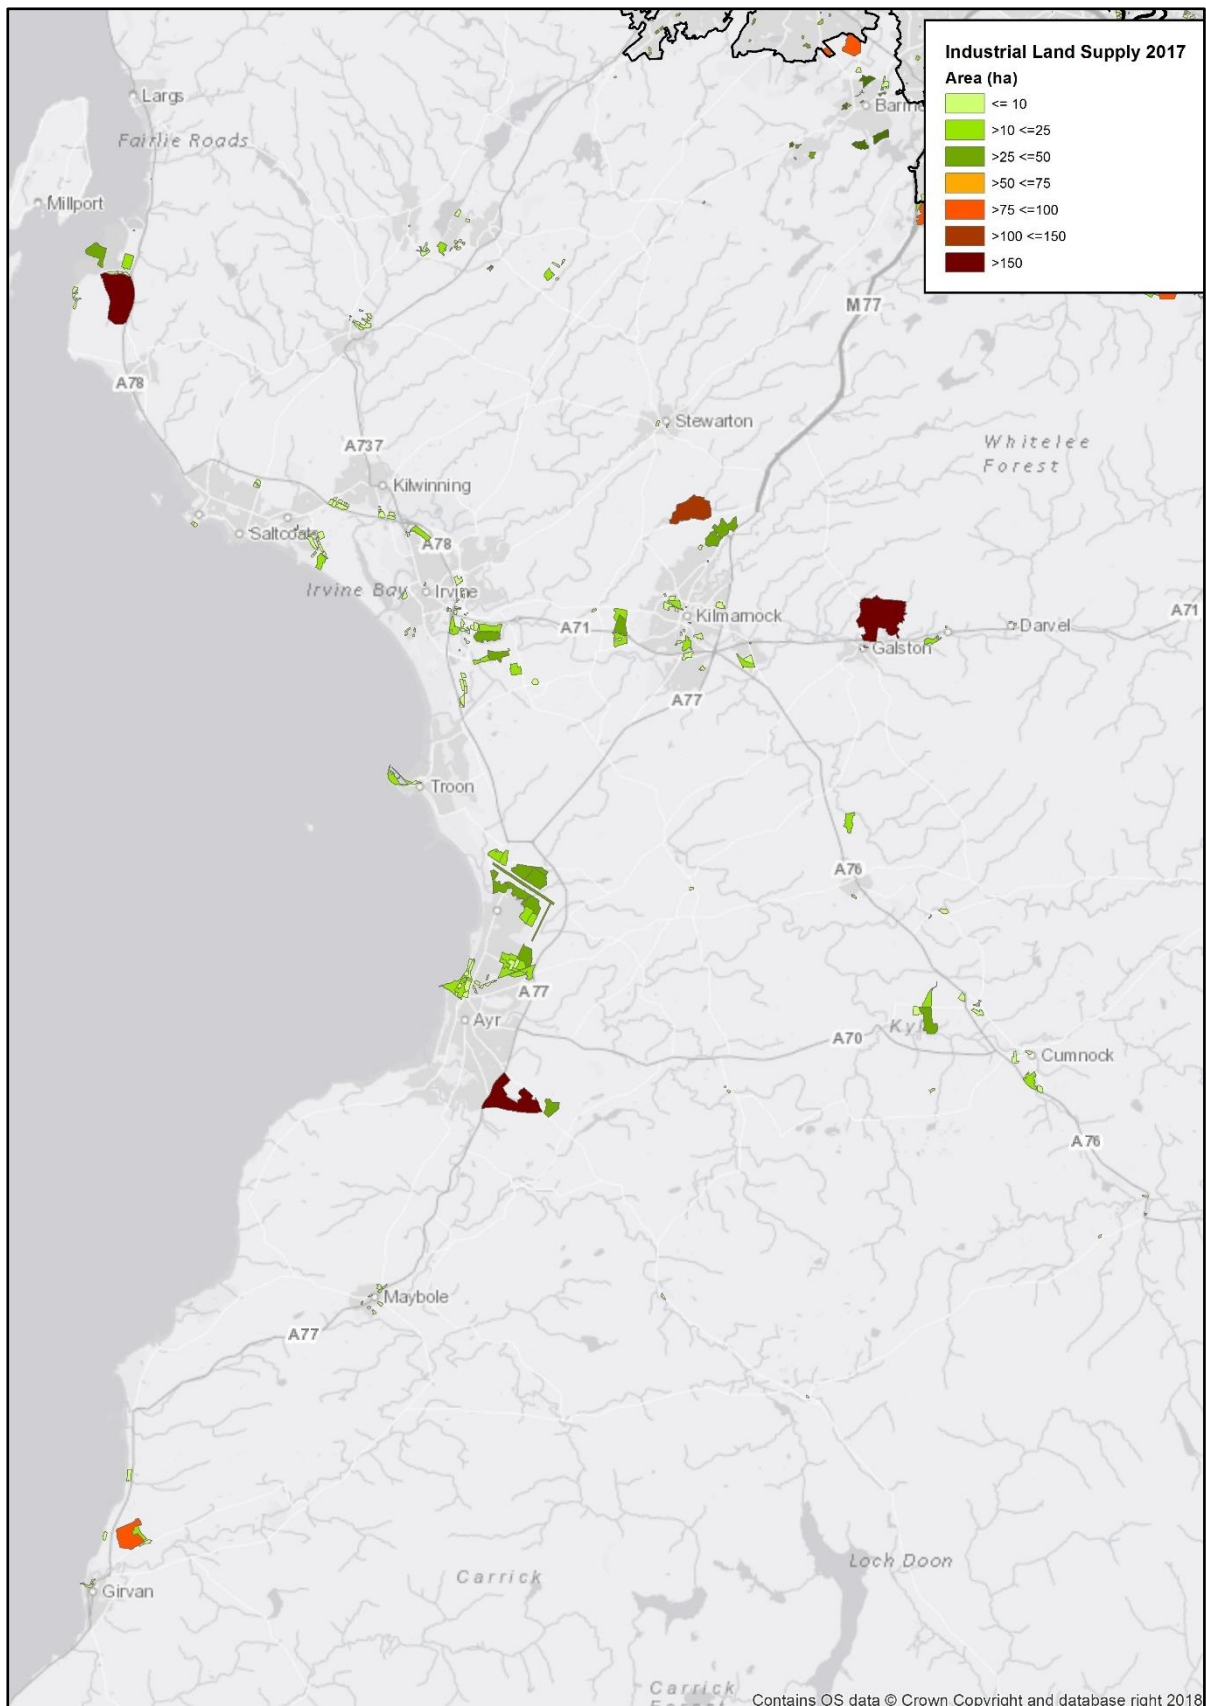 Industrial Land Supply 2017
Area (ha)
<= 10
>10 <=25
>25 <=50
>50 <=75
>75 <=100
>100 <=150
>150
Largs
Fairlie Roads
Millport
M77
A78
Stewarton
Whitelee
Forest
A737
Kilwinning
Saltcoats
A78
Irvine Bay
Irvine
A71
Kilmarnock
A71
Darvel
Galston
A77
Troon
A76
A77
Ayr
Kyle
A70
Cumnock
A76
Maybole
A77
Loch Doon
Carrick
Girvan
Carrick
Contains OS data © Crown Copyright and database right 2018